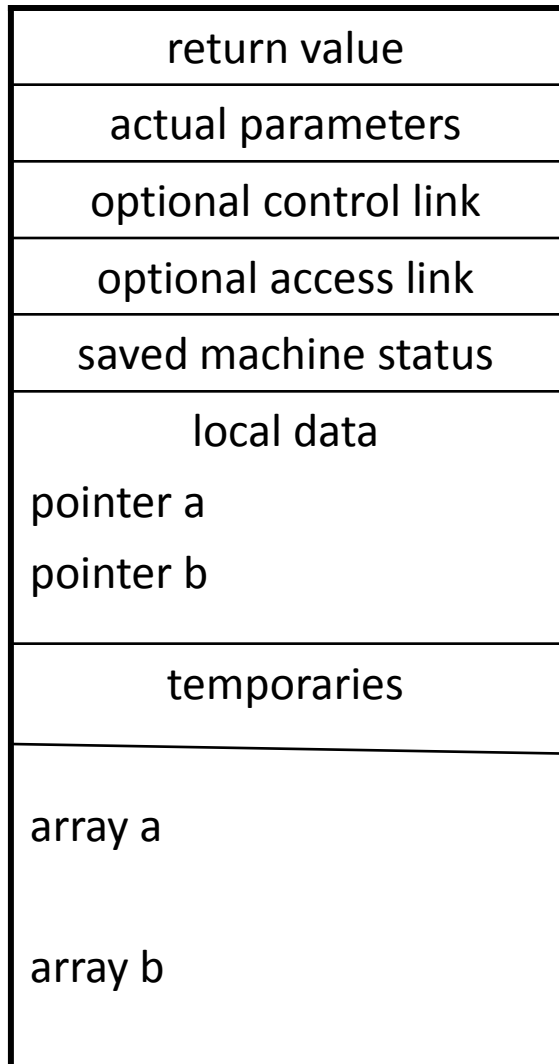 return value
actual parameters
optional control link
optional access link
saved machine status
local data
pointer a
pointer b
temporaries
array a
array b